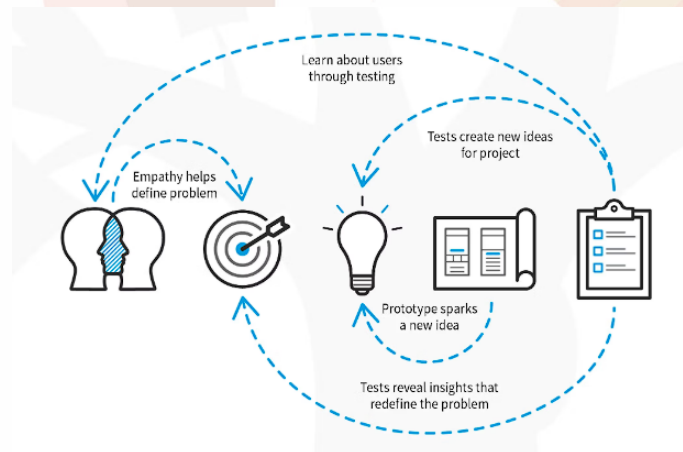 Learn about users
through testing
Tests create new ideas
for project
Empathy helps
define problem
Prototype sparks
a new idea
Tests reveal insights that
redefine the problem